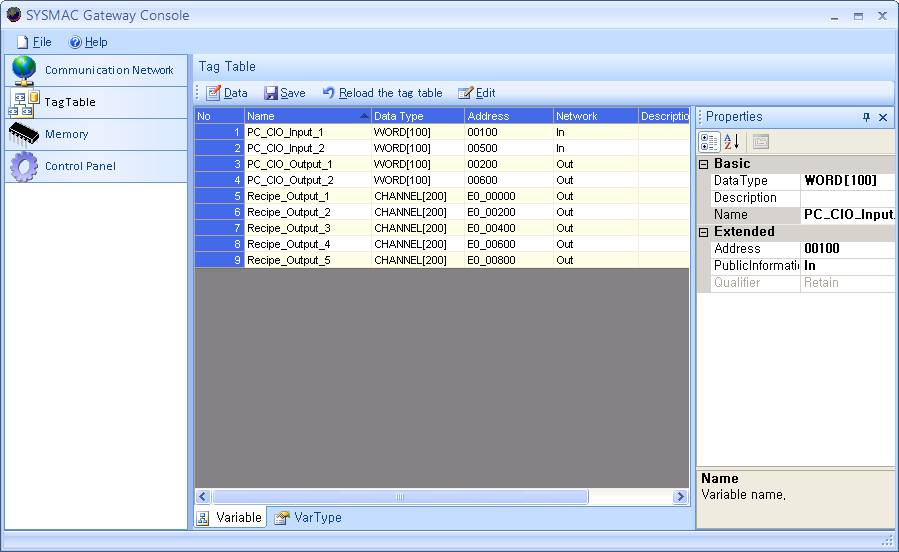 SYSMAC Gateway Console
File Help
Communication Network
TagTable
Memory
Control Panel
Tag Table
Data Save Reload the tag table Edit
No Name Data Type Address Network Descriptio
1 PC_CIO_Input_1 WORD[100] 00100 In
2 PC_CIO_Input_2 WORD[100] 00500 In
3 PC_CIO_Output_1 WORD[100] 00200 Out
4 PC_CIO_Output_2 WORD[100] 00600 Out
5 Recipe_Output_1 CHANNEL[200] E0_00000 Out
6 Recipe_Output_2 CHANNEL[200] E0_00200 Out
7 Recipe_Output_3 CHANNEL[200] E0_00400 Out
8 Recipe_Output_4 CHANNEL[200] E0_00600 Out
9 Recipe_Output_5 CHANNEL[200] E0_00800 Out
Variable VarType
Properties
Basic
DataType WORD[100]
Description
Name PC_CIO_Input_
Extended
Address 00100
PublicInformati In
Qualifier Retain
Name
Variable name,